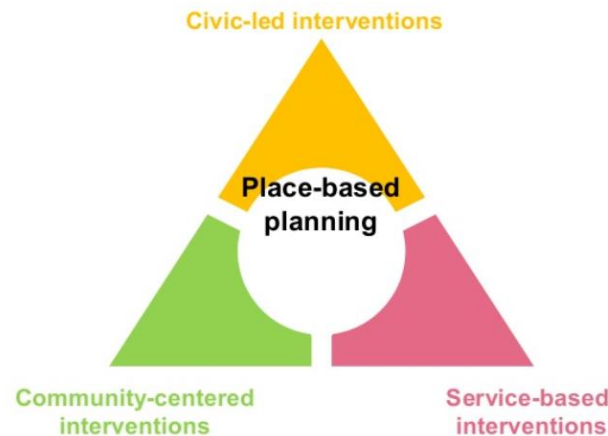 Civic-led interventions
Place-based
planning
Community-centered
interventions
Service-based
interventions